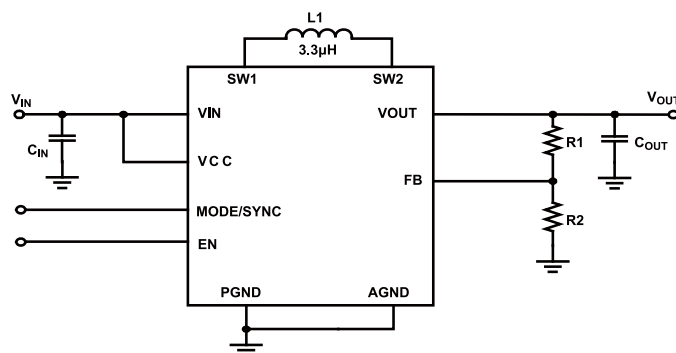 L1
3.3µH
SW1
SW2
VIN
VIN
VOUT
VOUT
CIN
R1
COUT
VCC
FB
MODE/SYNC
R2
EN
PGND
AGND